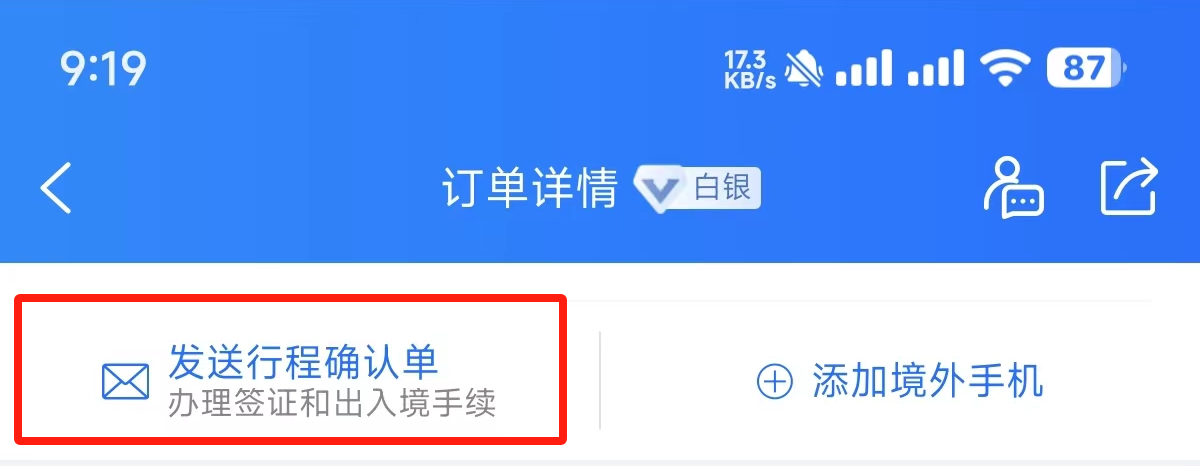 9:19
17.3
KB/s
87
订单详情
白银
发送行程确认单
办理签证和出入境手续
添加境外手机